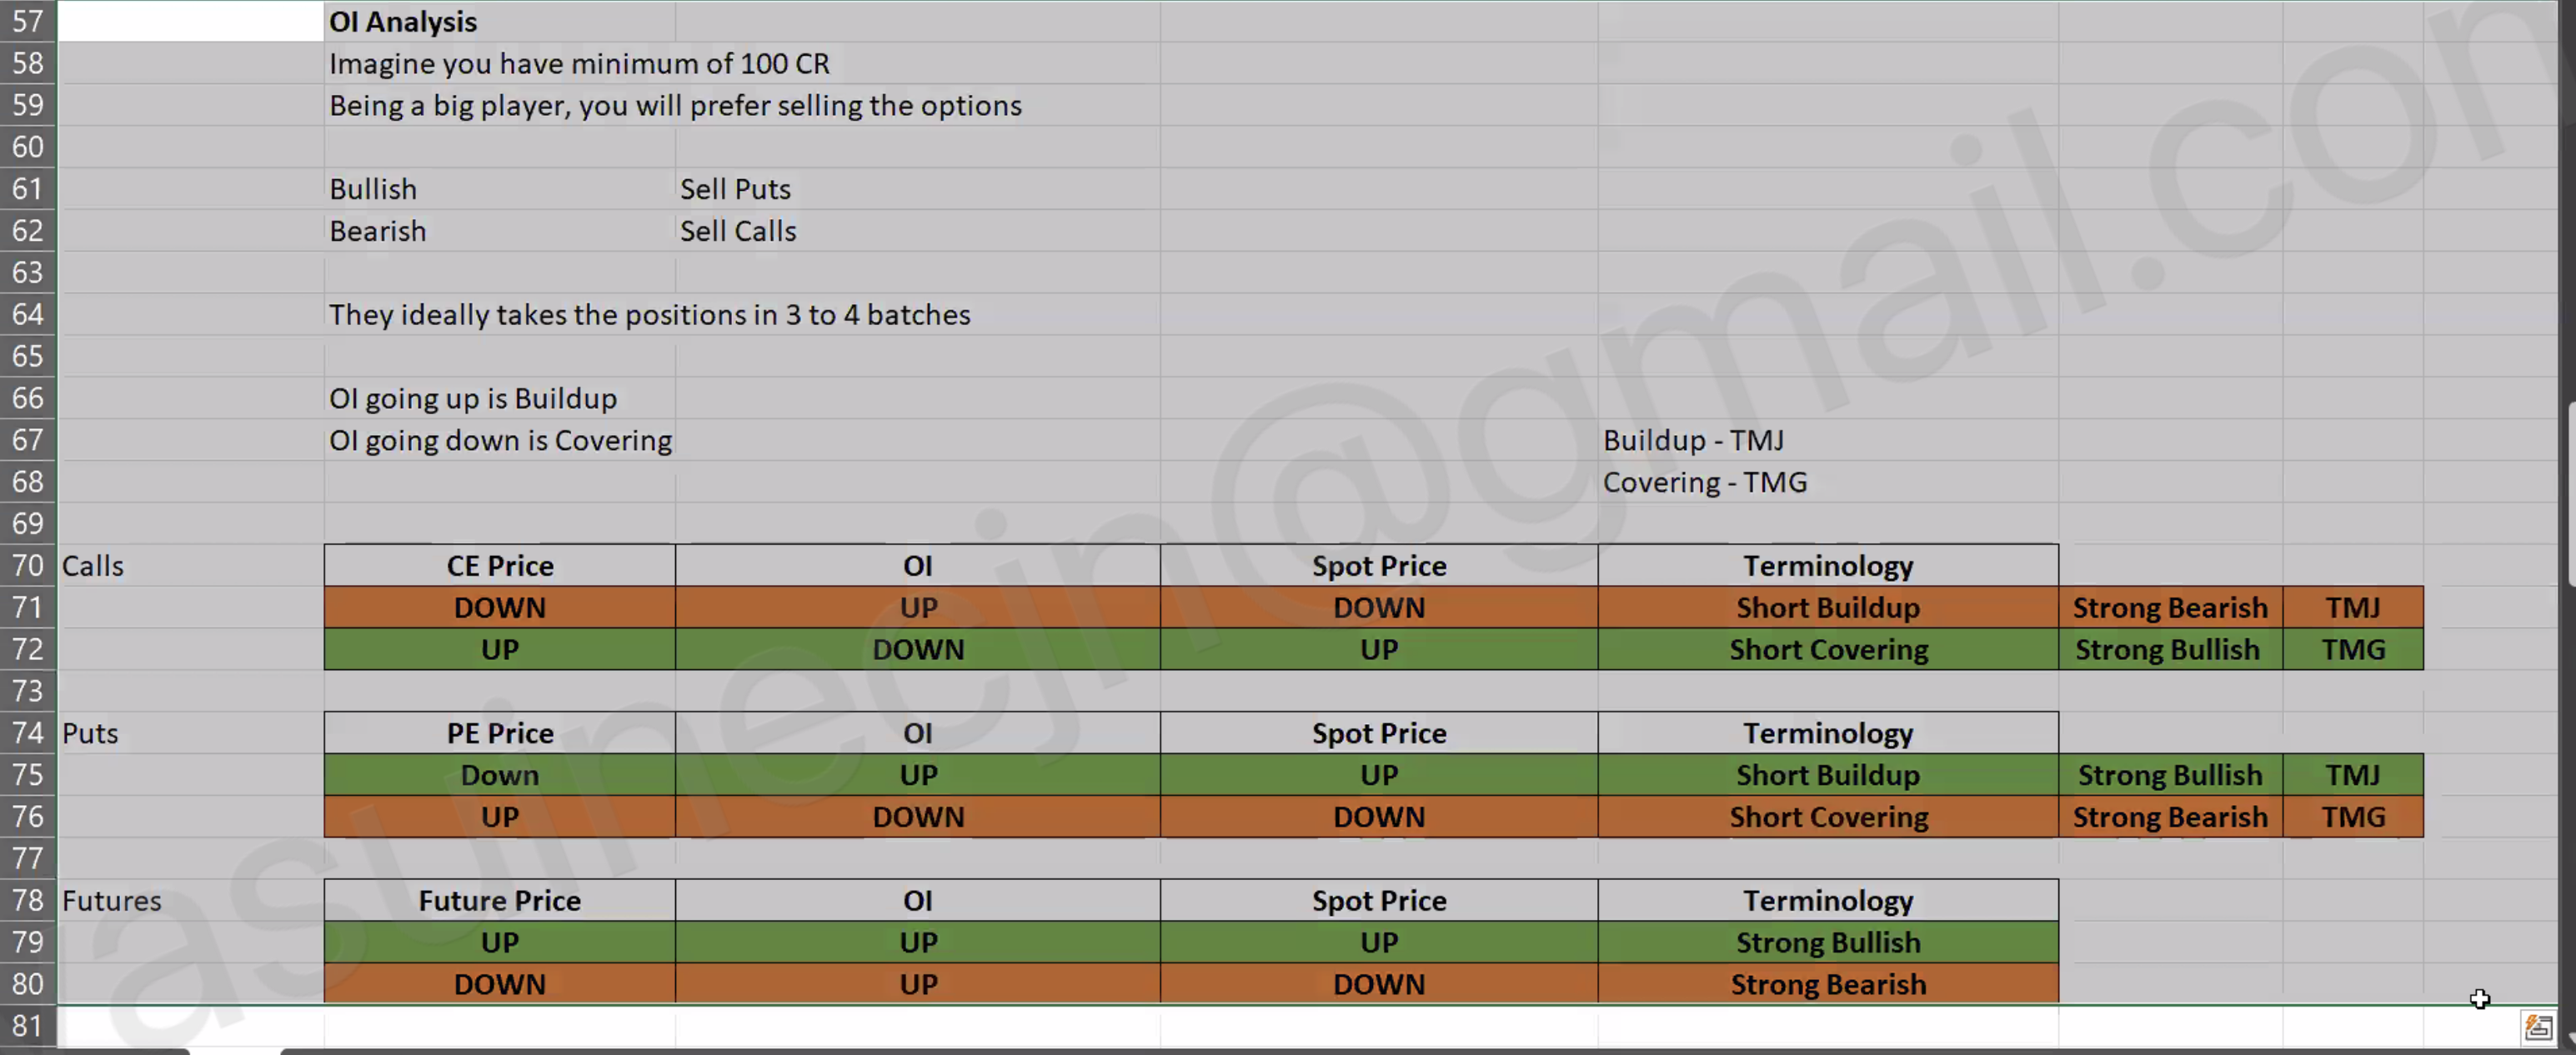 57 OI Analysis
58 Imagine you have minimum of 100 CR
59 Being a big player, you will prefer selling the options
60
61 Bullish Sell Puts
62 Bearish Sell Calls
63
64 They ideally takes the positions in 3 to 4 batches
65
66 OI going up is Buildup
67 OI going down is Covering Buildup - TMJ
68 Covering - TMG
69
70 Calls CE Price OI Spot Price Terminology
71 DOWN UP DOWN Short Buildup Strong Bearish TMJ
72 UP DOWN UP Short Covering Strong Bullish TMG
73
74 Puts PE Price OI Spot Price Terminology
75 Down UP UP Short Buildup Strong Bullish TMJ
76 UP DOWN DOWN Short Covering Strong Bearish TMG
77
78 Futures Future Price OI Spot Price Terminology
79 UP UP UP Strong Bullish
80 DOWN UP DOWN Strong Bearish
81